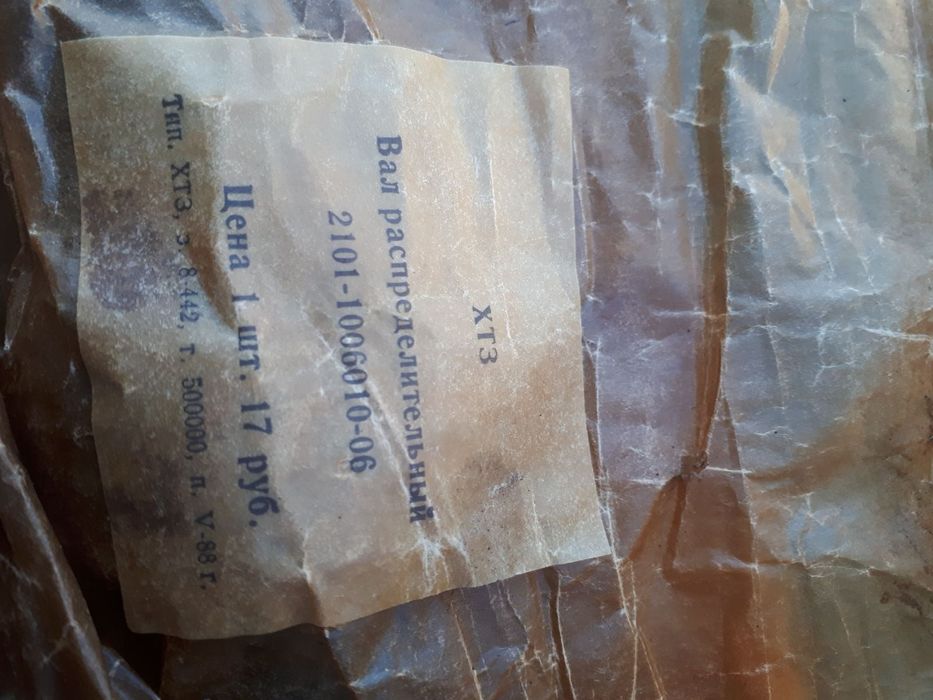 ХТЗ
Вал распределительный
2101-1006010-06
Цена 1 шт. 17 руб.
Тип. ХТЗ, з. 8.442, т. 500000, п. V-88 г.